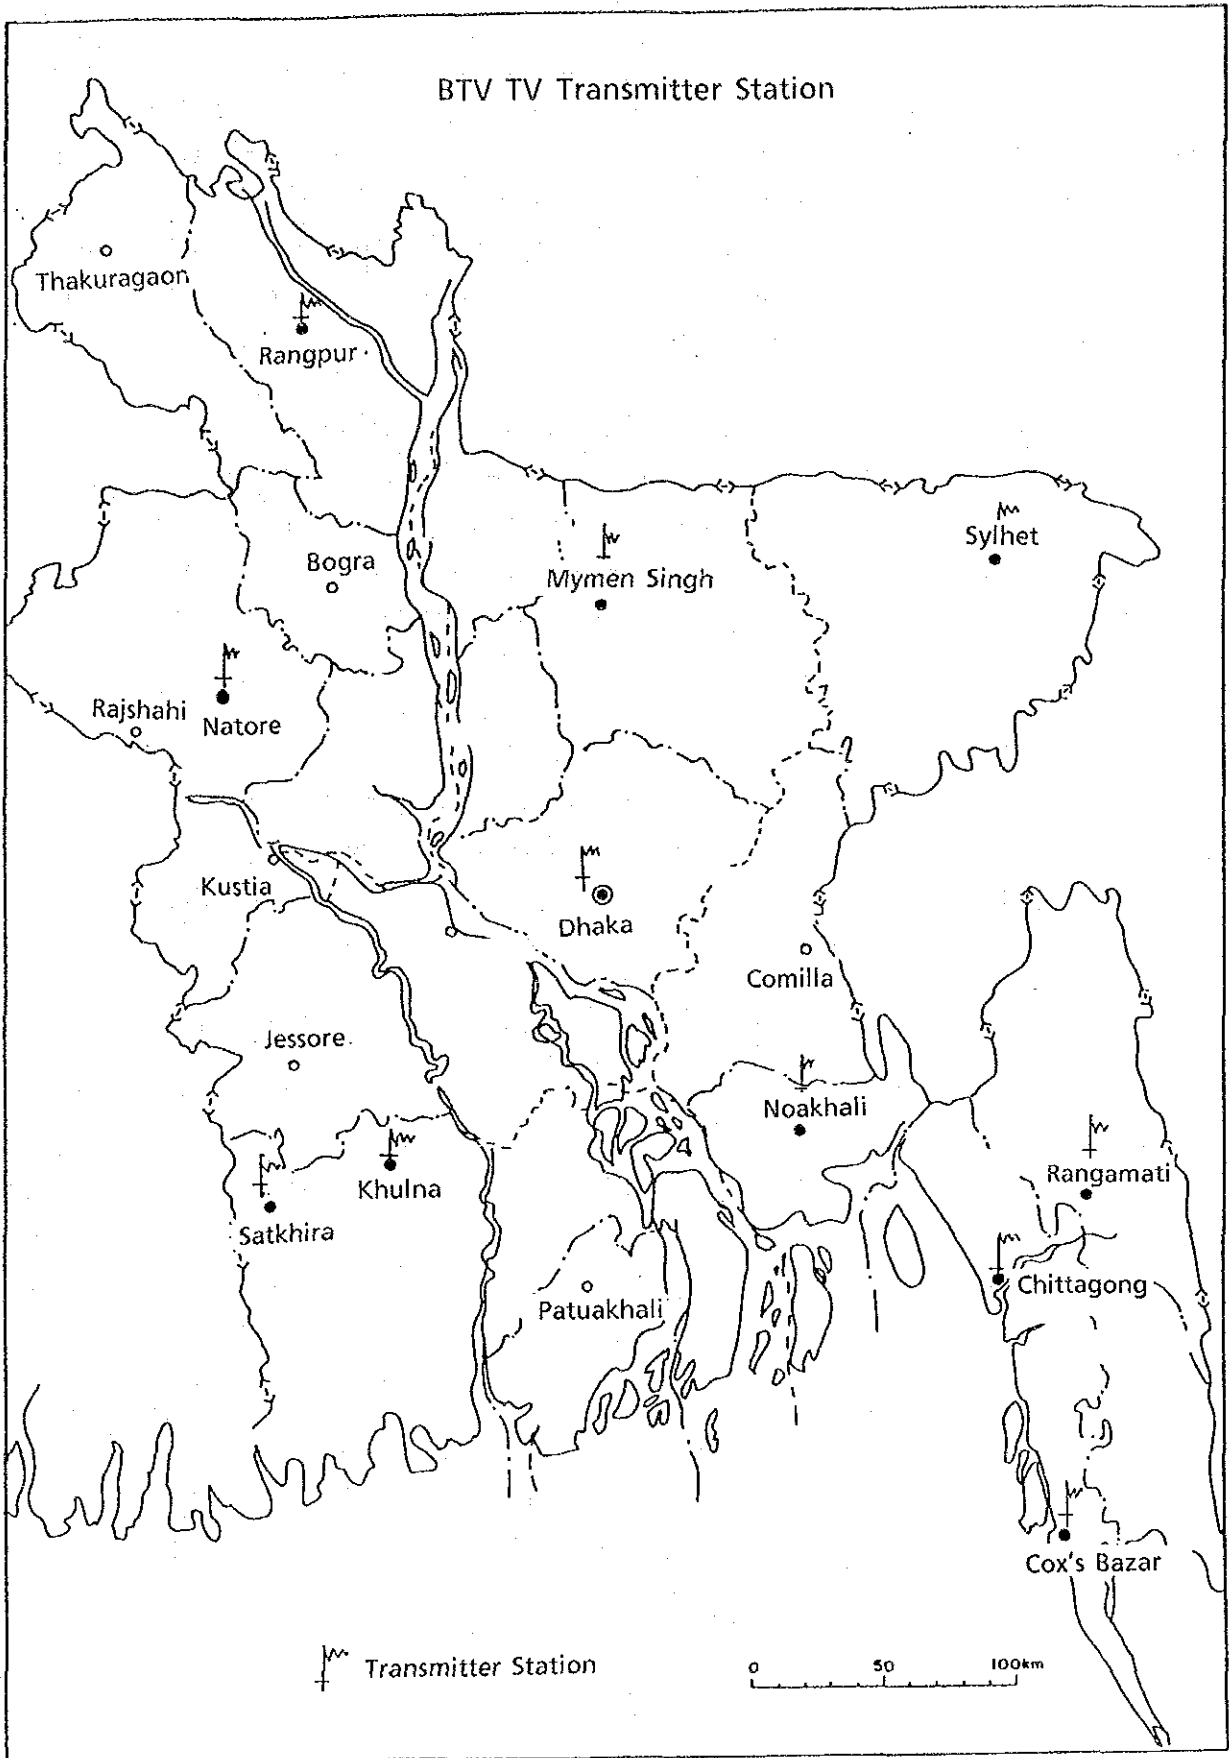 BTV TV Transmitter Station
Thakuragaon
Rangpur
Sylhet
Bogra
Mymen Singh
Rajshahi
Natore
Kustia
Dhaka
Comilla
Jessore
Noakhali
Khulna
Rangamati
Satkhira
Chittagong
Patuakhali
Cox's Bazar
Transmitter Station
0 50 100km